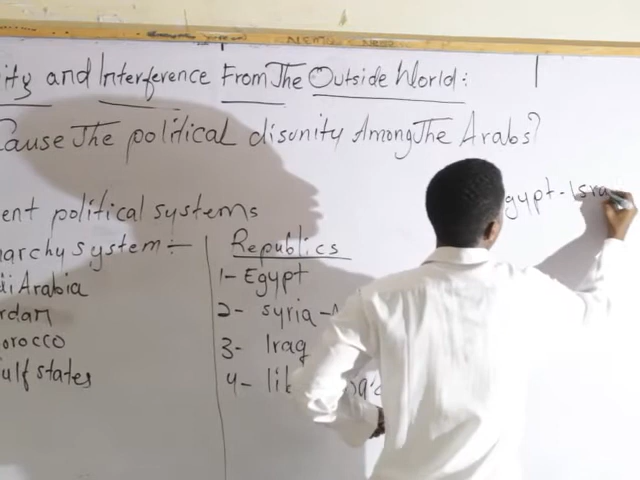 ity and Interference From The Outside World:
Cause The political disunity Among The Arabs?
gypt - Isra
ent political systems
archy system :-
di Arabia
rdan
orocco
ulf states
Republics
1- Egypt
2- syria -
3- Iraq
4- lib